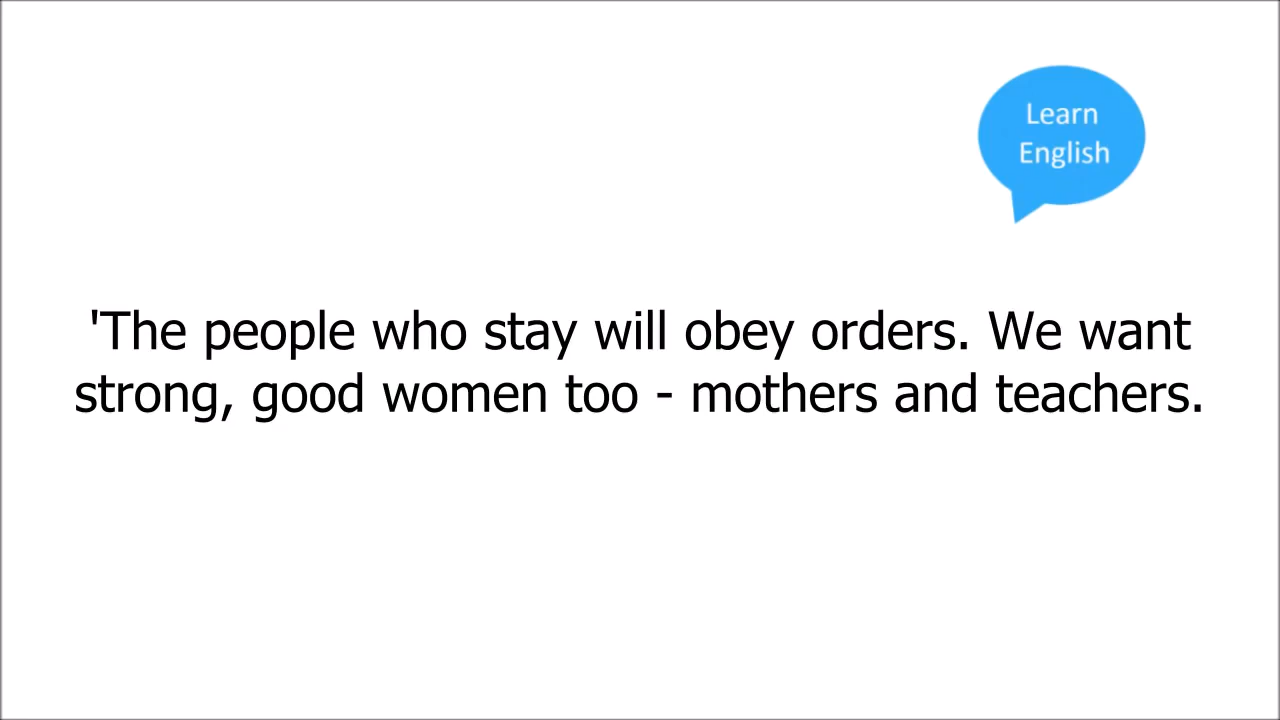 Learn
English
'The people who stay will obey orders. We want
strong, good women too - mothers and teachers.